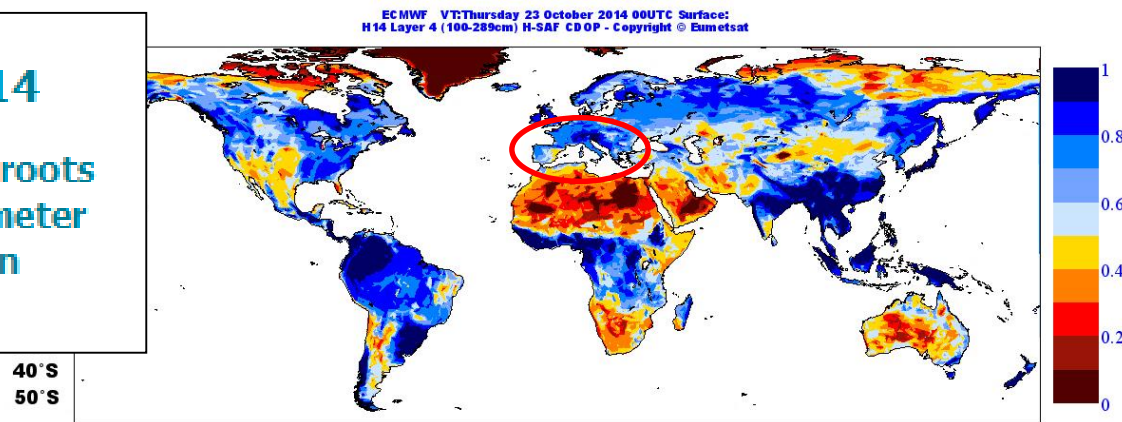 ECMWF VT:Thursday 23 October 2014 00UTC Surface:
H14 Layer 4 (100-289cm) H-SAF CDOP - Copyright © Eumetsat
14
roots
meter
n
40°S
50°S
1
0.8
0.6
0.4
0.2
0